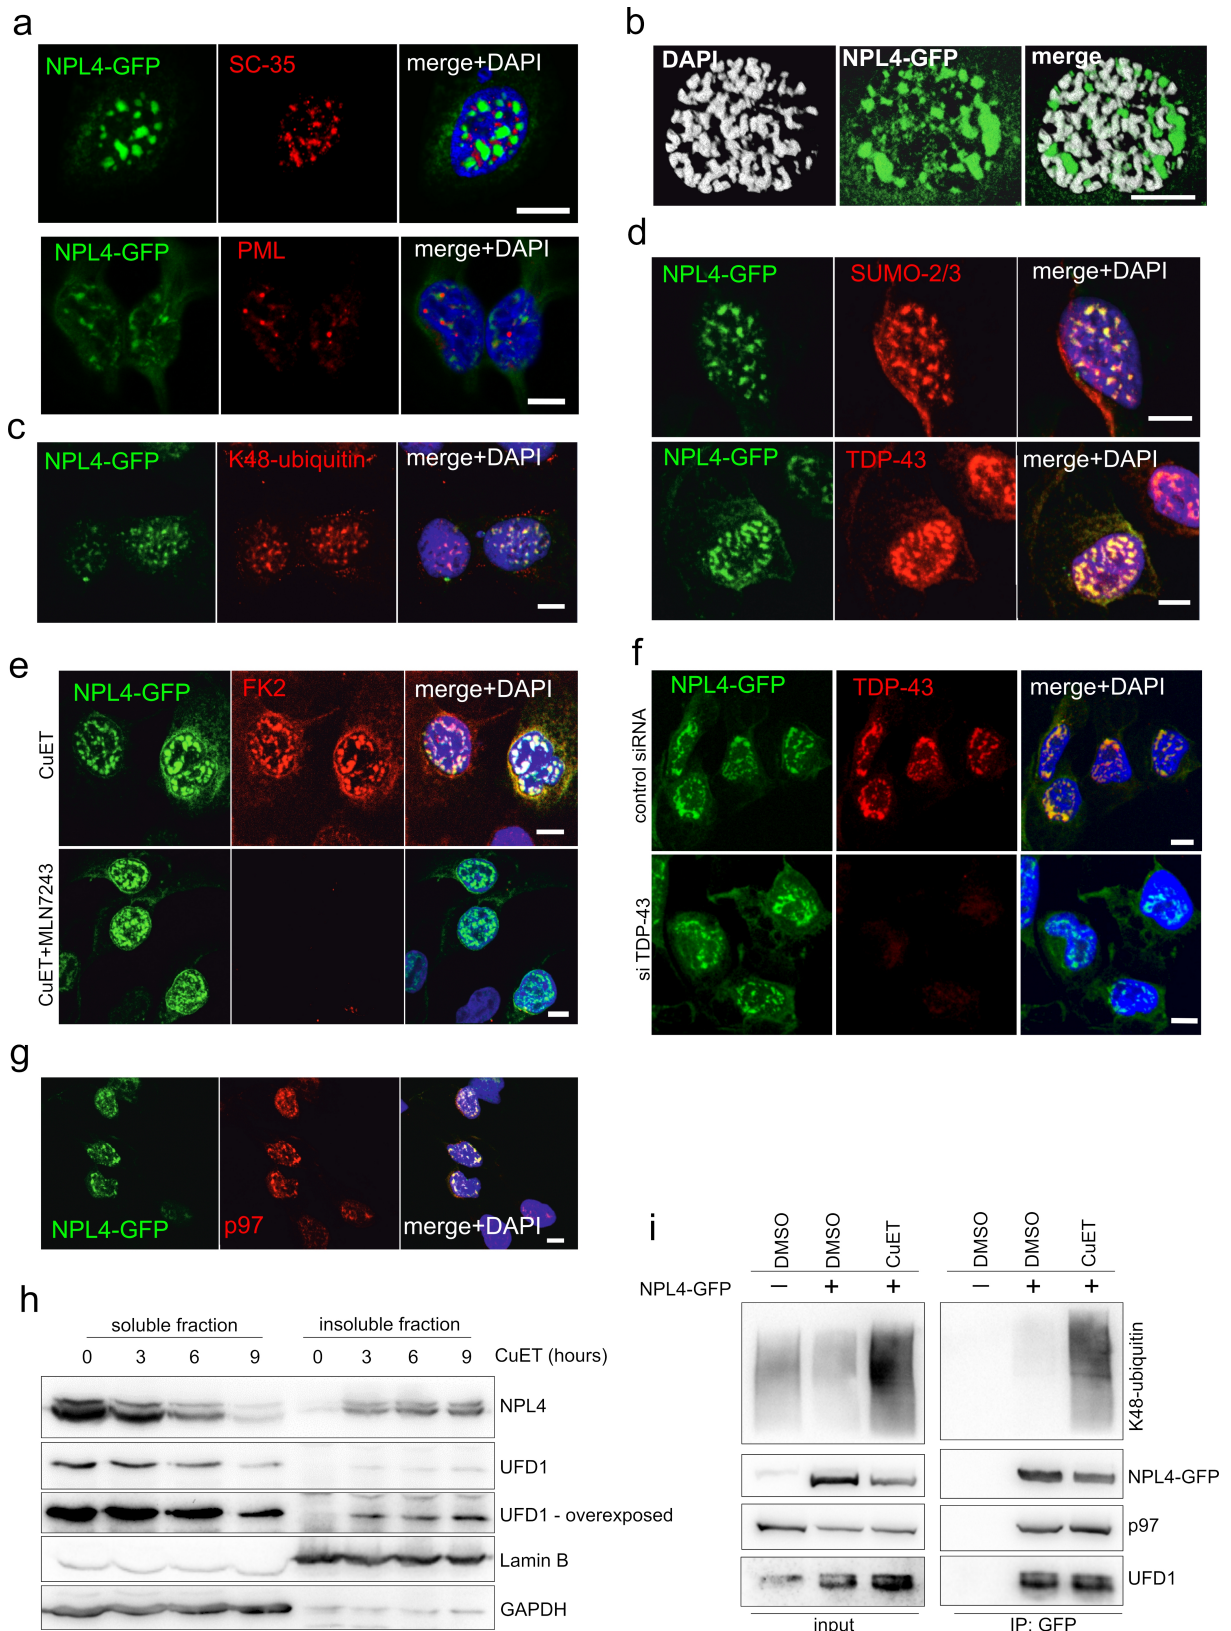 a
NPL4-GFP SC-35 merge+DAPI
NPL4-GFP PML merge+DAPI
b
DAPI NPL4-GFP merge
c
NPL4-GFP K48-ubiquitin merge+DAPI
d
NPL4-GFP SUMO-2/3 merge+DAPI
NPL4-GFP TDP-43 merge+DAPI
e
CuET
NPL4-GFP FK2 merge+DAPI
CuET+MLN7243
f
control siRNA
NPL4-GFP TDP-43 merge+DAPI
si TDP-43
g
NPL4-GFP p97 merge+DAPI
h
soluble fraction insoluble fraction
0 3 6 9 0 3 6 9 CuET (hours)
NPL4
UFD1
UFD1 - overexposed
Lamin B
GAPDH
i
DMSO DMSO CuET DMSO DMSO CuET
NPL4-GFP − + + − + +
K48-ubiquitin
NPL4-GFP
p97
UFD1
input IP: GFP